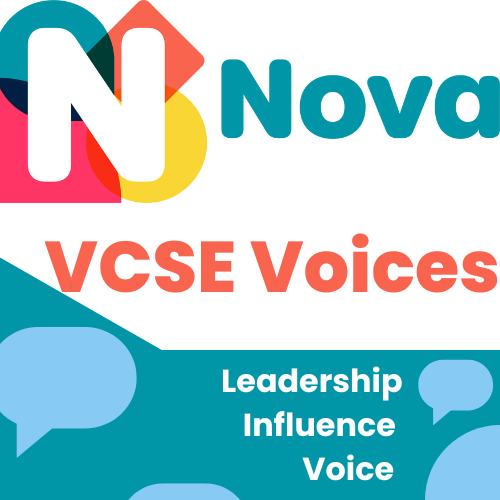 N Nova
VCSE Voices
Leadership
Influence
Voice